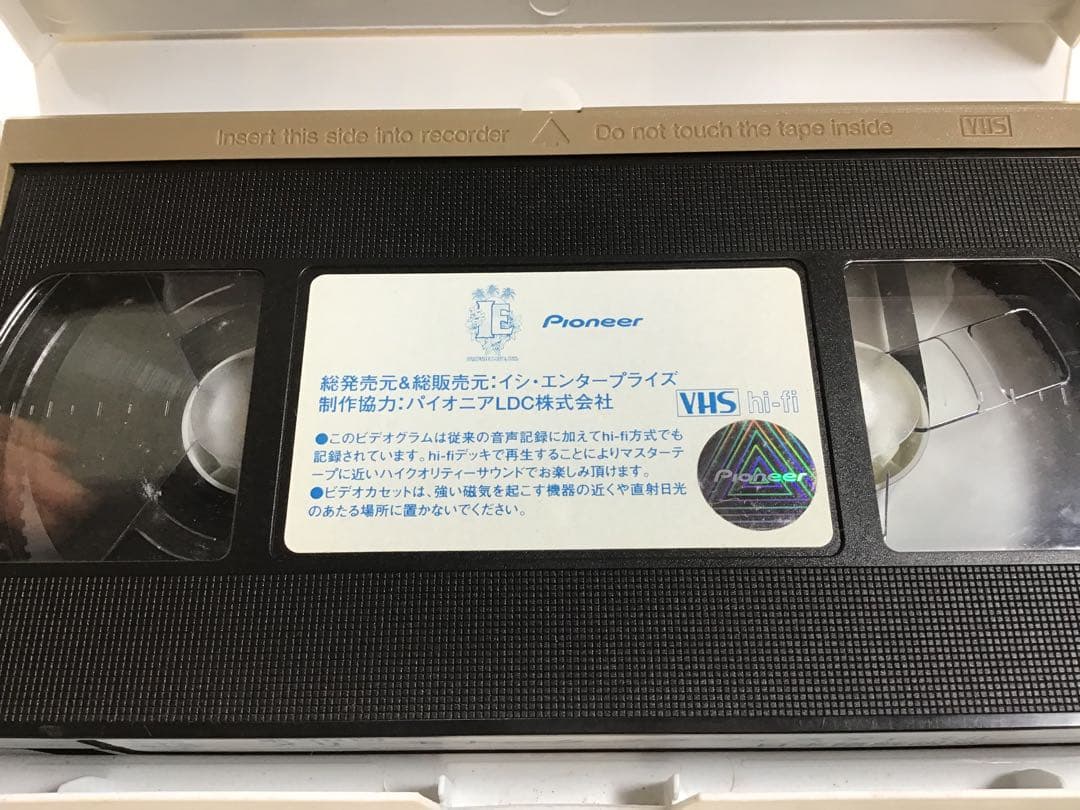 Insert this side into recorder
Do not touch the tape inside
VHS
IE
Pioneer
総発売元&総販売元:イシ・エンタープライズ
制作協力:パイオニアLDC株式会社
VHS hi-fi
●このビデオグラムは従来の音声記録に加えてhi-fi方式でも
記録されています。hi-fiデッキで再生することによりマスターテ
ープに近いハイクオリティーサウンドでお楽しみ頂けます。
●ビデオカセットは、強い磁気を起こす機器の近くや直射日光
のあたる場所に置かないでください。
Pioneer